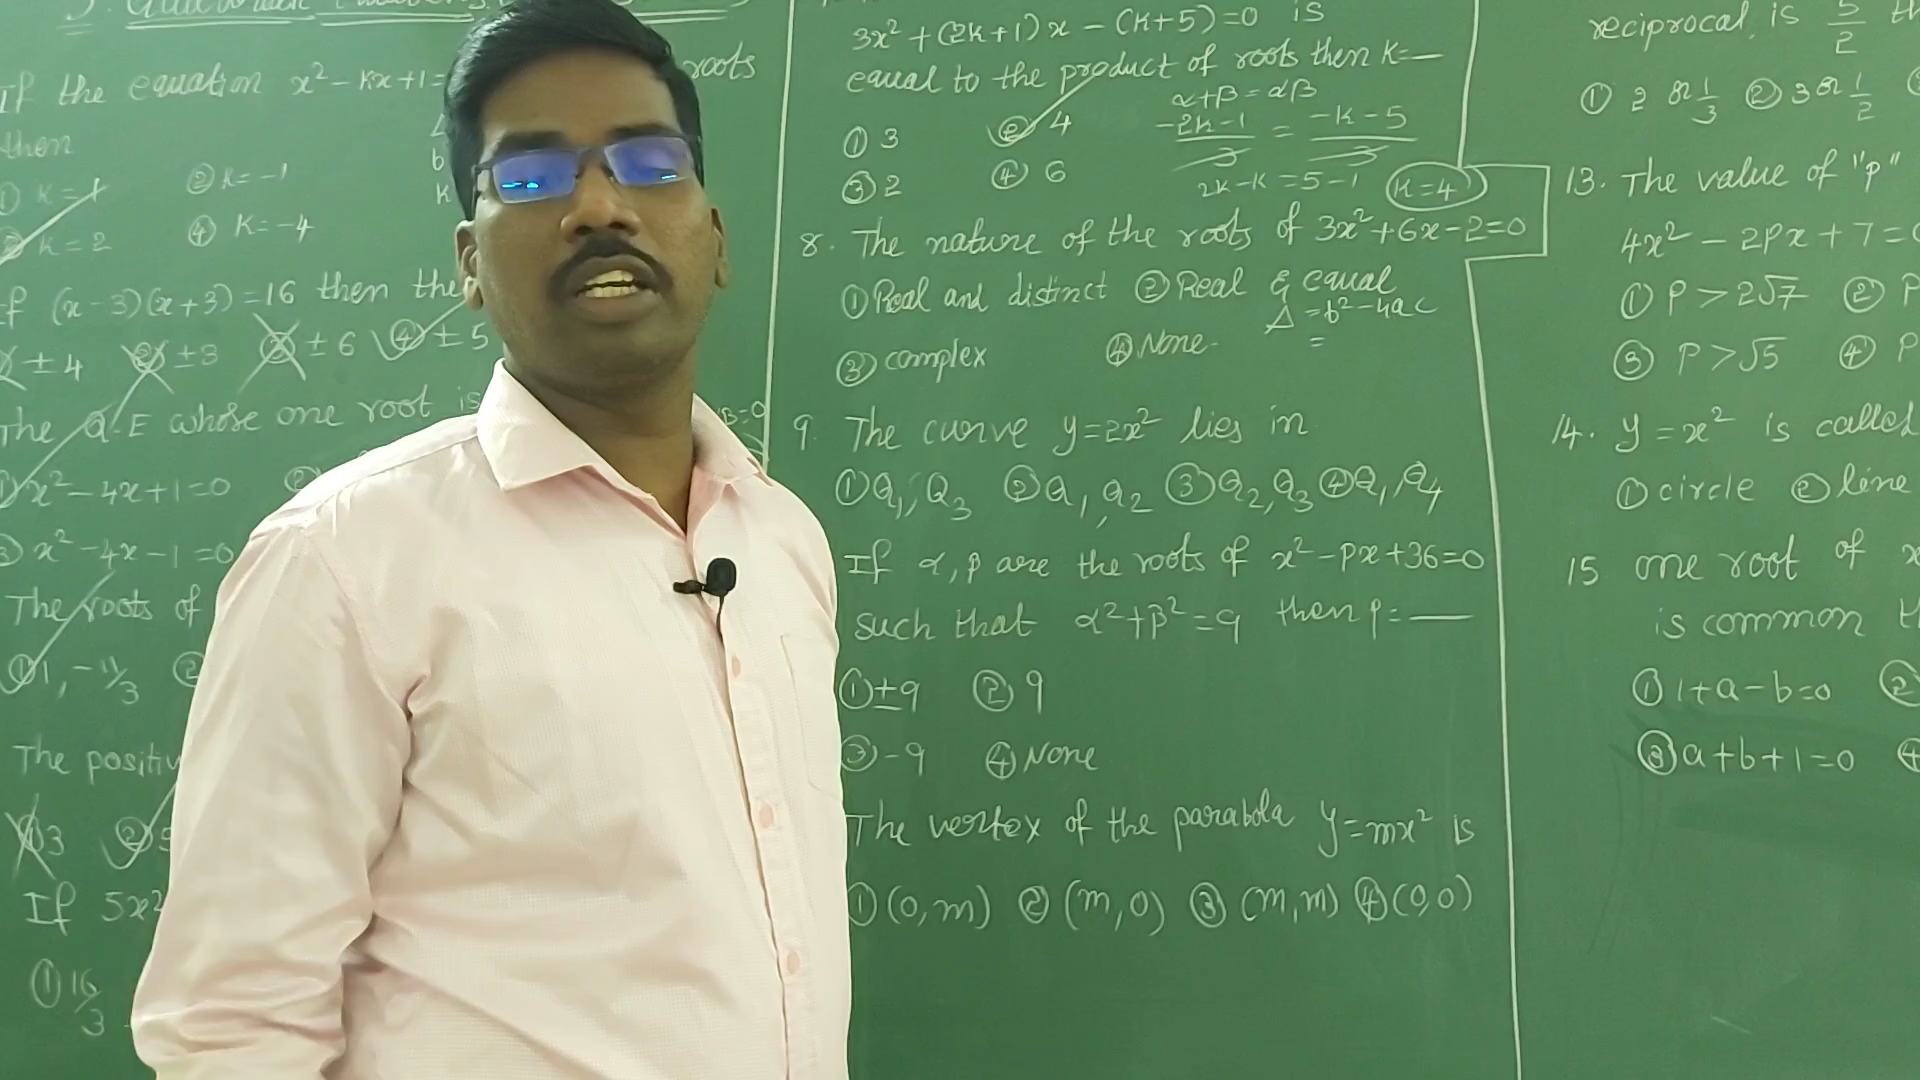 If the equation x² - kx + 1 = roots
then
① k = 1 ② k = -1
k = 2 ④ k = -4
If (x-3)(x+3) = 16 then the
± 4 ② ± 3 ③ ± 6 ④ ± 5
The Q.E whose one root is
① x² - 4x + 1 = 0
③ x² - 4x - 1 = 0
The roots of
① 1, -11/3
The positiv
① 3 ② 5
If 5x²
① 16/3
3x² + (2k+1)x - (k+5) = 0 is
equal to the product of roots then k = —
α+β = αβ
① 3 ② 4
(-2k-1)/3 = (-k-5)/3
③ 2 ④ 6
2k-k = 5-1 k=4
8. The nature of the roots of 3x²+6x-2=0
① Real and distinct ② Real & equal
Δ = b²-4ac
③ complex ④ None
=
9. The curve y=2x² lies in
① Q₁, Q₃ ② Q₁, Q₂ ③ Q₂, Q₃ ④ Q₁, Q₄
If α, β are the roots of x²-px+36=0
such that α²+β²=9 then p= —
① ±9 ② 9
③ -9 ④ None
The vertex of the parabola y=mx² is
① (0,m) ② (m,0) ③ (m,m) ④ (0,0)
reciprocal is 5/2
① 2 or 1/3 ② 3 or 1/2
13. The value of "p"
4x² - 2px + 7 =
① P > 2√7 ② P
③ P > √5 ④ P
14. y = x² is called
① circle ② line
15 one root of
is common
① 1+a-b=0 ②
③ a+b+1=0